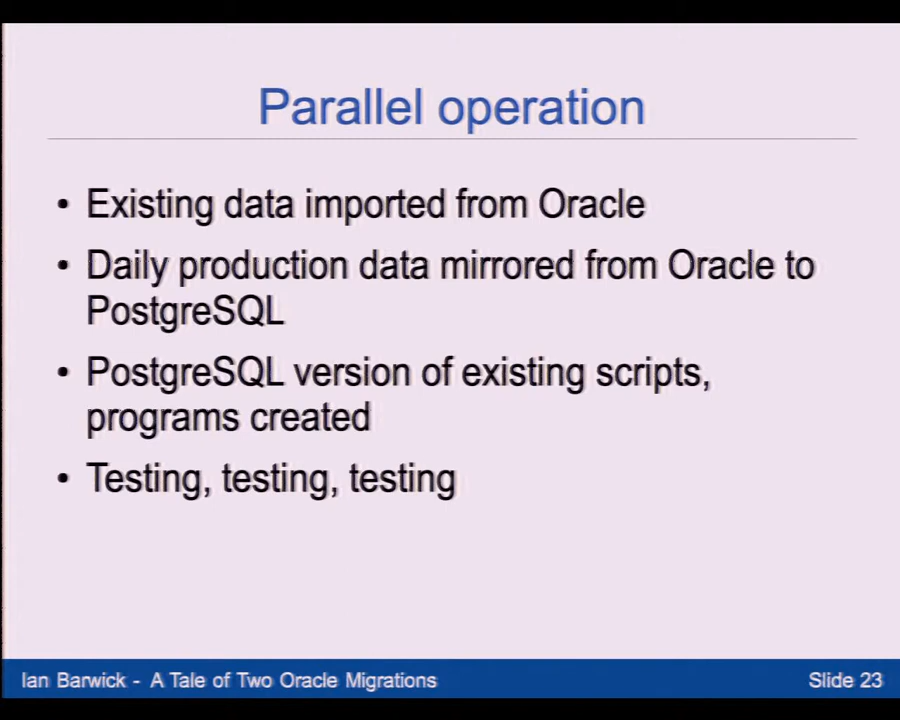 Parallel operation
• Existing data imported from Oracle
• Daily production data mirrored from Oracle to
PostgreSQL
• PostgreSQL version of existing scripts,
programs created
• Testing, testing, testing
Ian Barwick - A Tale of Two Oracle Migrations
Slide 23